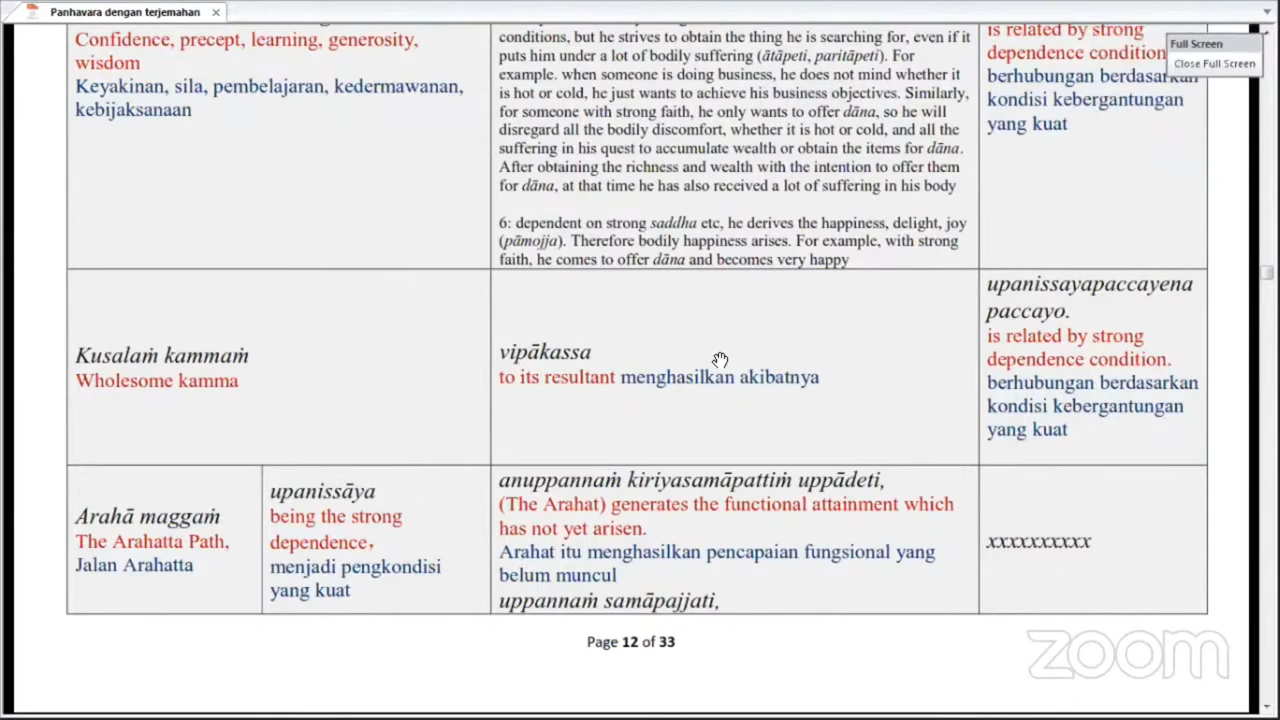 Panhavara dengan terjemahan
Full Screen
Close Full Screen
Confidence, precept, learning, generosity,
wisdom
Keyakinan, sila, pembelajaran, kedermawanan,
kebijaksanaan
conditions, but he strives to obtain the thing he is searching for, even if it
puts him under a lot of bodily suffering (ātāpeti, paritāpeti). For
example. when someone is doing business, he does not mind whether it
is hot or cold, he just wants to achieve his business objectives. Similarly,
for someone with strong faith, he only wants to offer dāna, so he will
disregard all the bodily discomfort, whether it is hot or cold, and all the
suffering in his quest to accumulate wealth or obtain the items for dāna.
After obtaining the richness and wealth with the intention to offer them
for dāna, at that time he has also received a lot of suffering in his body
6: dependent on strong saddha etc, he derives the happiness, delight, joy
(pāmojja). Therefore bodily happiness arises. For example, with strong
faith, he comes to offer dāna and becomes very happy
is related by strong
dependence condition
berhubungan berdasarkan
kondisi kebergantungan
yang kuat
Kusalaṁ kammaṁ
Wholesome kamma
vipākassa
to its resultant menghasilkan akibatnya
upanissayapaccayena
paccayo.
is related by strong
dependence condition.
berhubungan berdasarkan
kondisi kebergantungan
yang kuat
Arahā maggaṁ
The Arahatta Path,
Jalan Arahatta
upanissāya
being the strong
dependence,
menjadi pengkondisi
yang kuat
anuppannaṁ kiriyasamāpattiṁ uppādeti,
(The Arahat) generates the functional attainment which
has not yet arisen.
Arahat itu menghasilkan pencapaian fungsional yang
belum muncul
uppannaṁ samāpajjati,
xxxxxxxxxx
Page 12 of 33
zoom